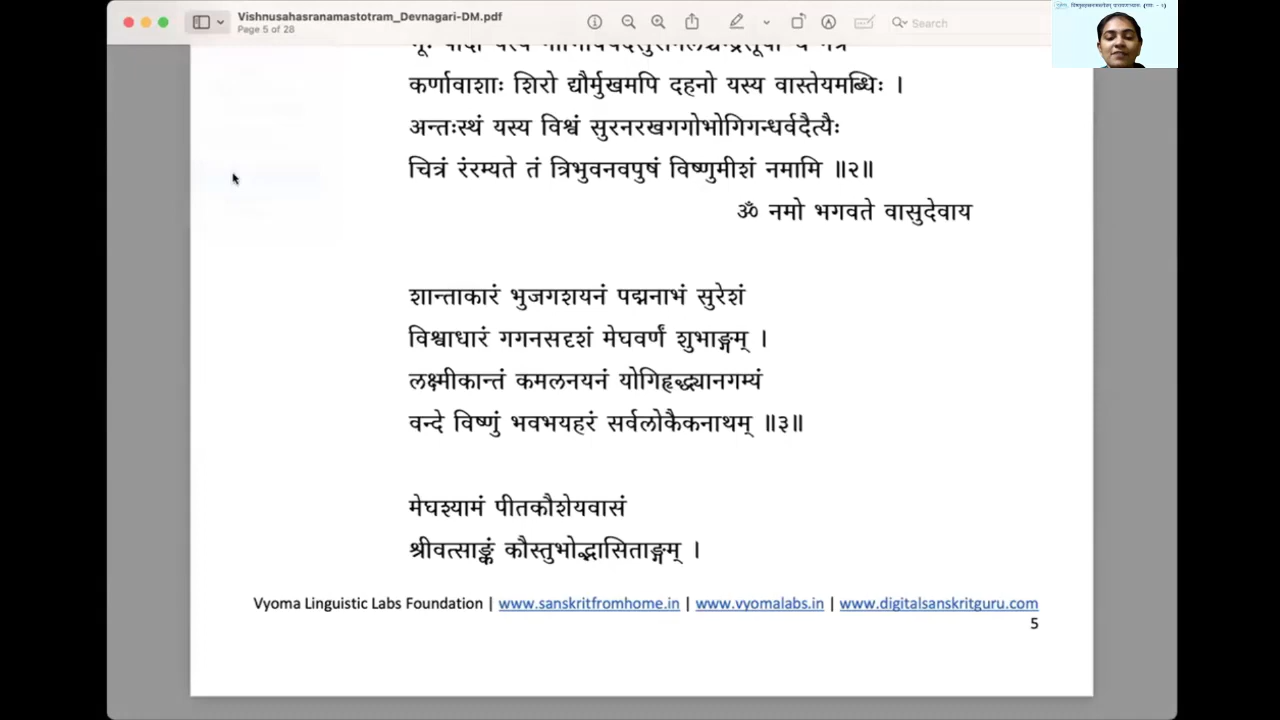 Vishnusahasranamastotram_Devnagari-DM.pdf
Page 5 of 28
Search
कर्णावाशाः शिरो द्यौर्मुखमपि दहनो यस्य वास्तेयमब्धिः ।
अन्तःस्थं यस्य विश्वं सुरनरखगगोभोगिगन्धर्वदैत्यैः
चित्रं रंरम्यते तं त्रिभुवनवपुषं विष्णुमीशं नमामि ॥२॥
ॐ नमो भगवते वासुदेवाय
शान्ताकारं भुजगशयनं पद्मनाभं सुरेशं
विश्वाधारं गगनसदृशं मेघवर्णं शुभाङ्गम् ।
लक्ष्मीकान्तं कमलनयनं योगिहृद्ध्यानगम्यं
वन्दे विष्णुं भवभयहरं सर्वलोकैकनाथम् ॥३॥
मेघश्यामं पीतकौशेयवासं
श्रीवत्साङ्कं कौस्तुभोद्भासिताङ्गम् ।
Vyoma Linguistic Labs Foundation | www.sanskritfromhome.in | www.vyomalabs.in | www.digitalsanskritguru.com
5